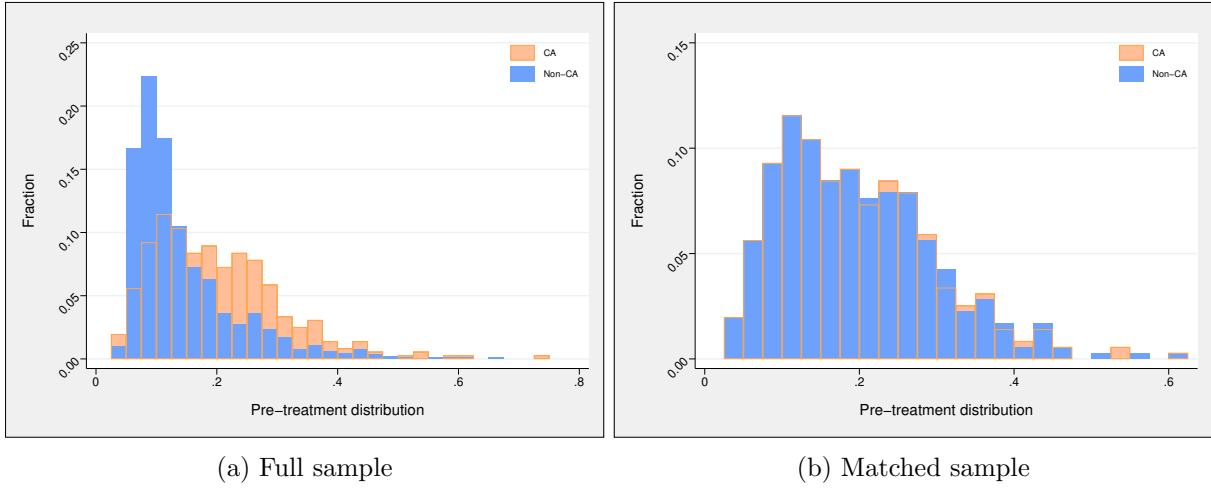 0.25
0.20
0.15
0.10
0.05
0.00
Fraction
CA
Non−CA
0 .2 .4 .6 .8
Pre−treatment distribution
(a) Full sample
0.15
0.10
0.05
0.00
Fraction
CA
Non−CA
0 .2 .4 .6
Pre−treatment distribution
(b) Matched sample